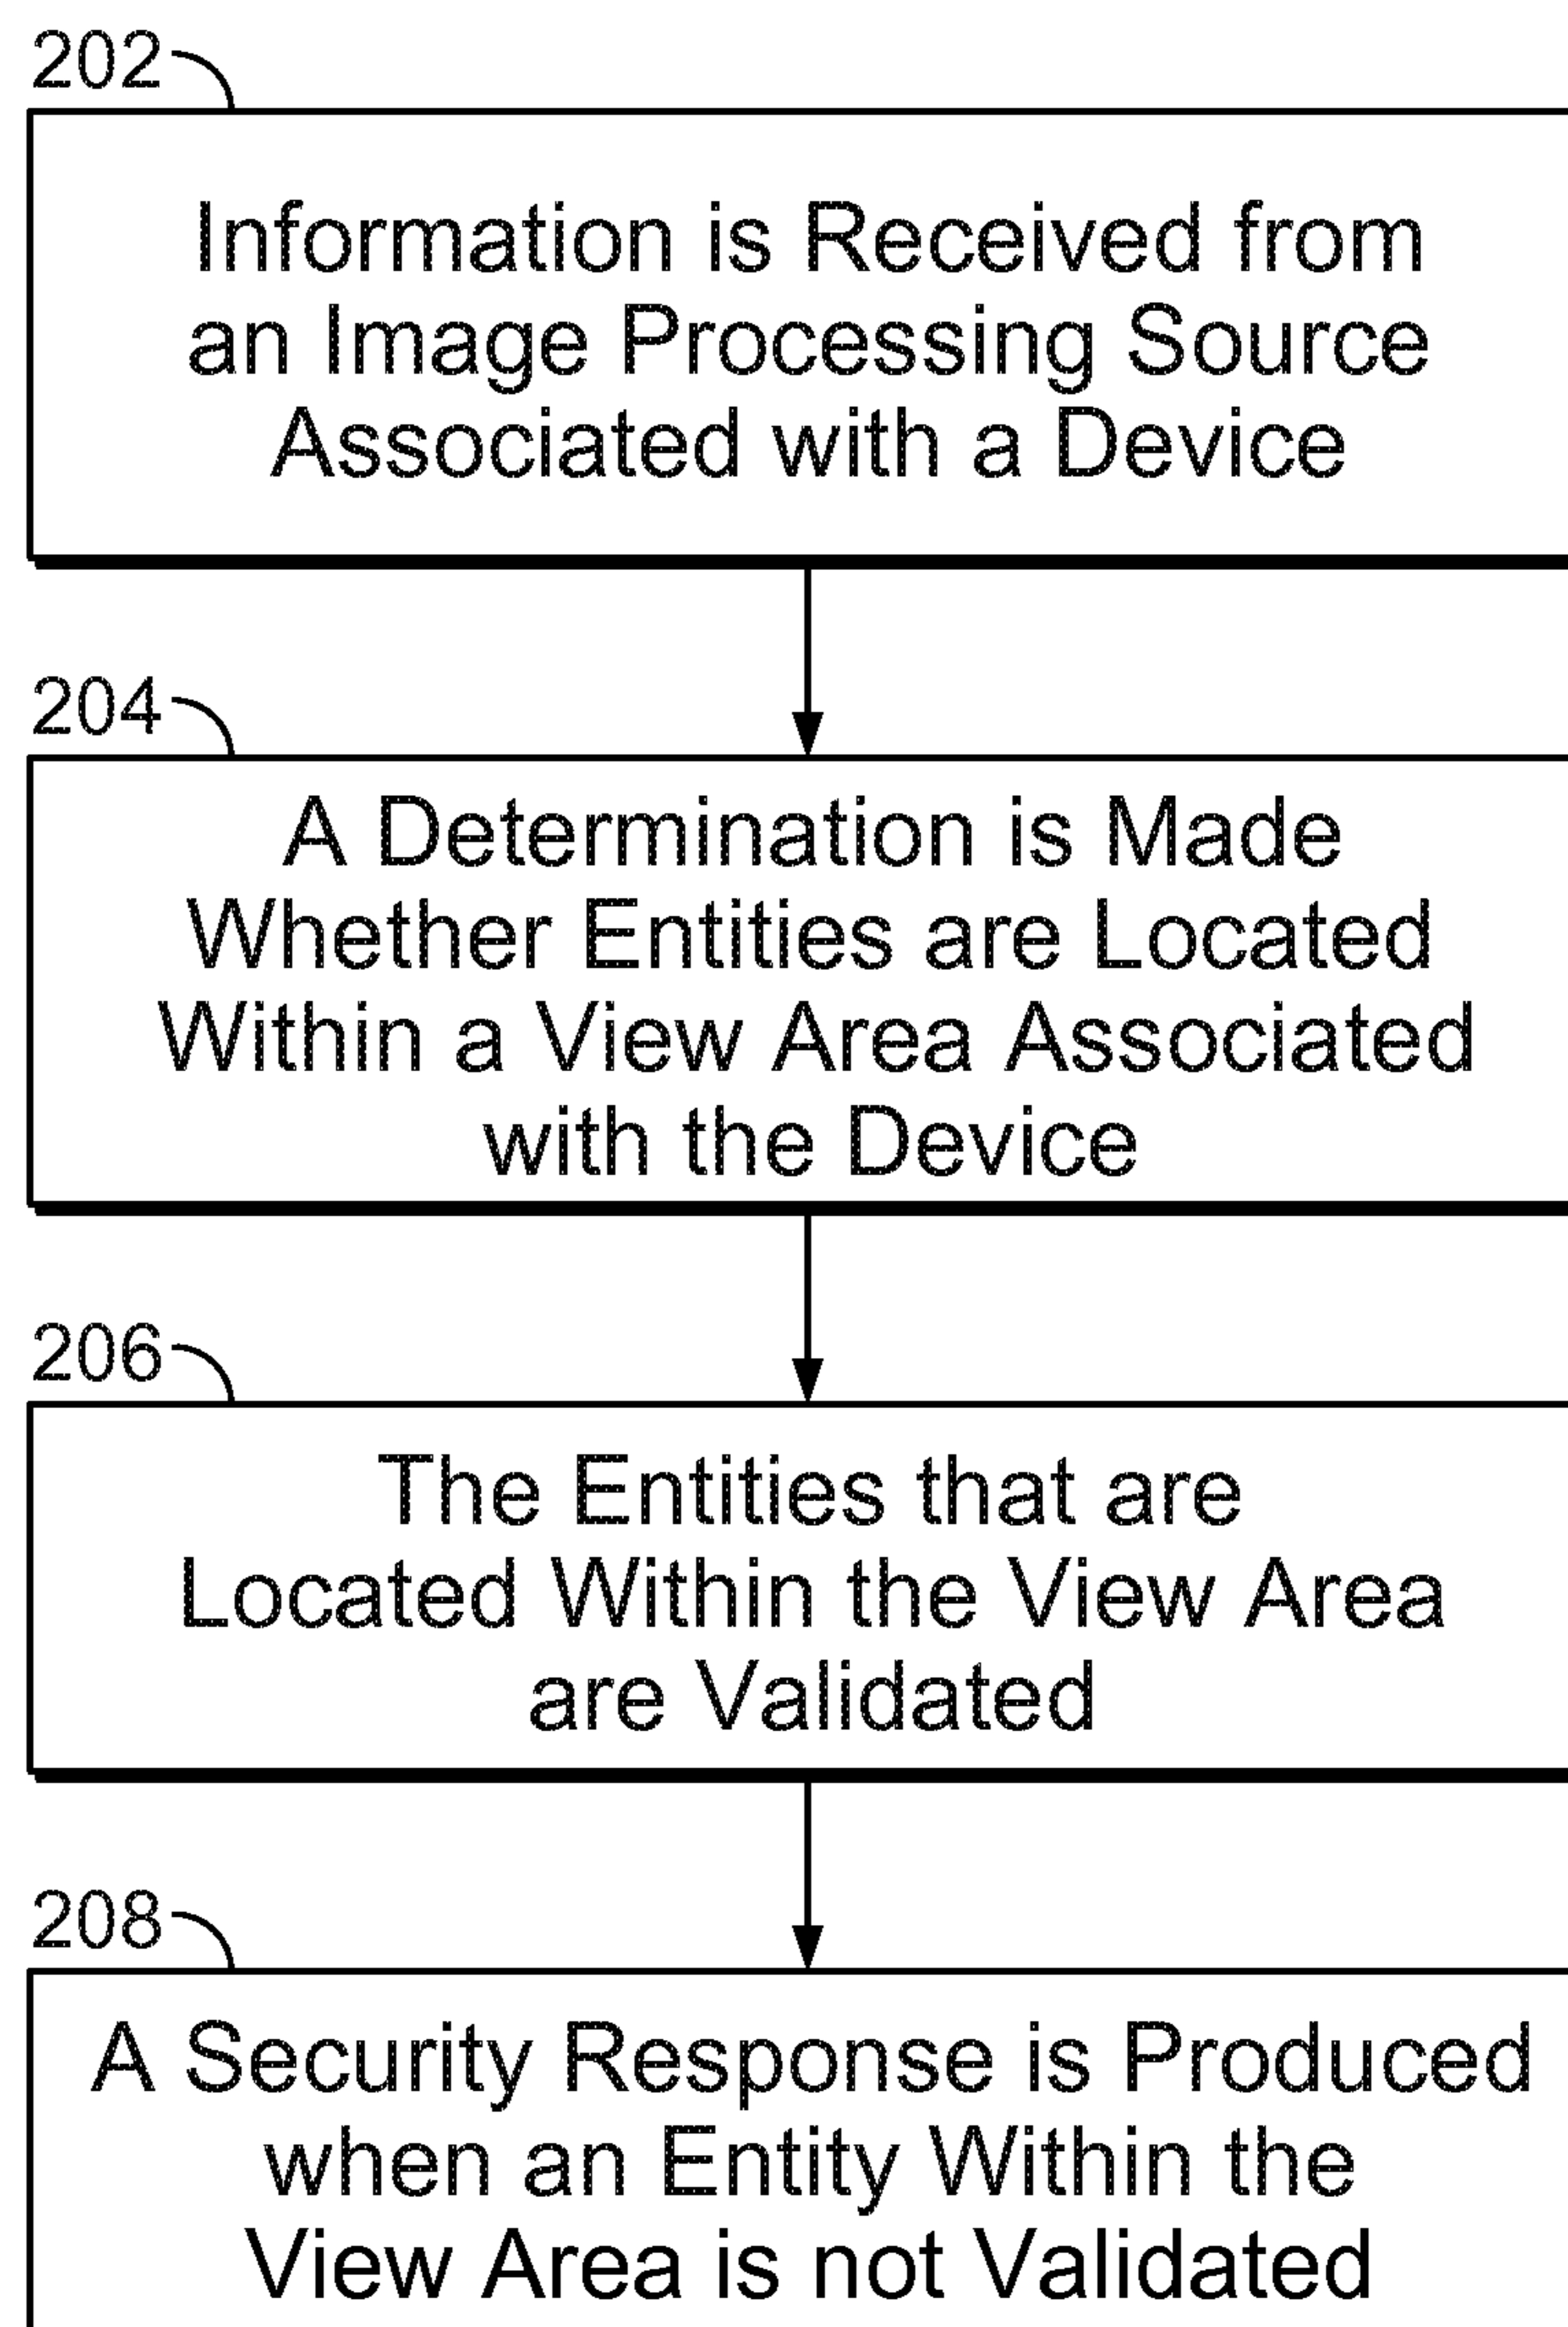 202
Information is Received from
an Image Processing Source
Associated with a Device
204
A Determination is Made
Whether Entities are Located
Within a View Area Associated
with the Device
206
The Entities that are
Located Within the View Area
are Validated
208
A Security Response is Produced
when an Entity Within the
View Area is not Validated